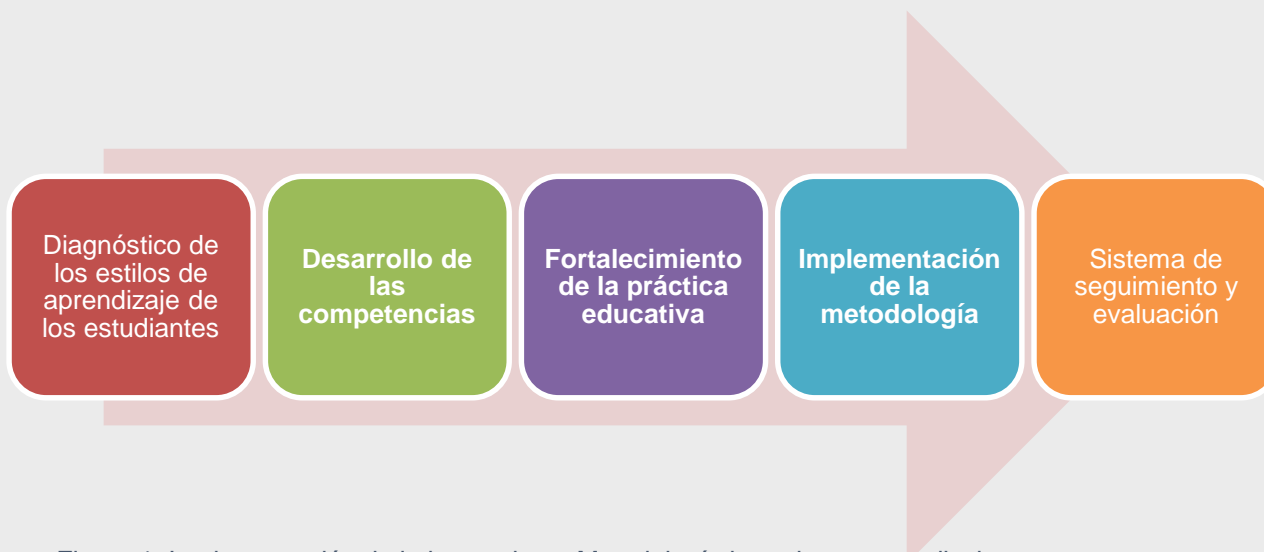 Diagnóstico de
los estilos de
aprendizaje de
los estudiantes
Desarrollo de
las
competencias
Fortalecimiento
de la práctica
educativa
Implementación
de la
metodología
Sistema de
seguimiento y
evaluación